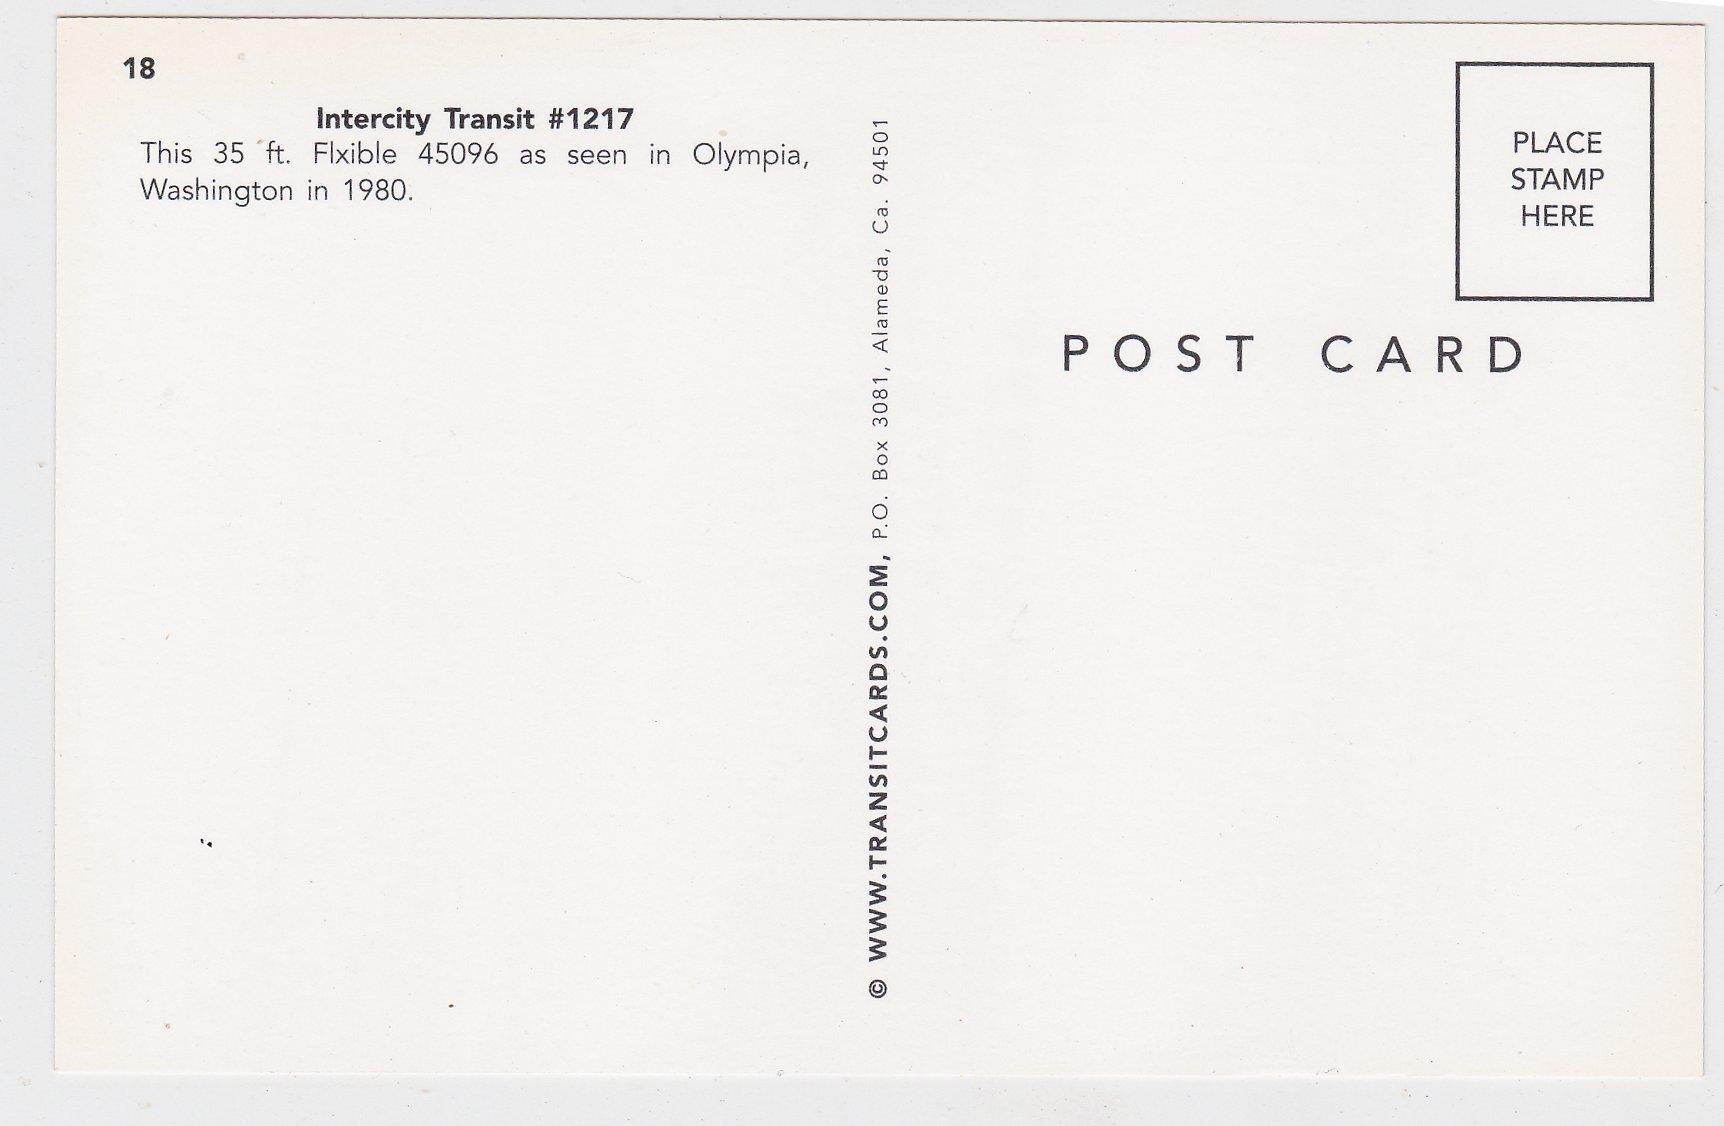 18
Intercity Transit #1217
This 35 ft. Flxible 45096 as seen in Olympia,
Washington in 1980.
© WWW.TRANSITCARDS.COM, P.O. Box 3081, Alameda, Ca. 94501
PLACE
STAMP
HERE
POST CARD